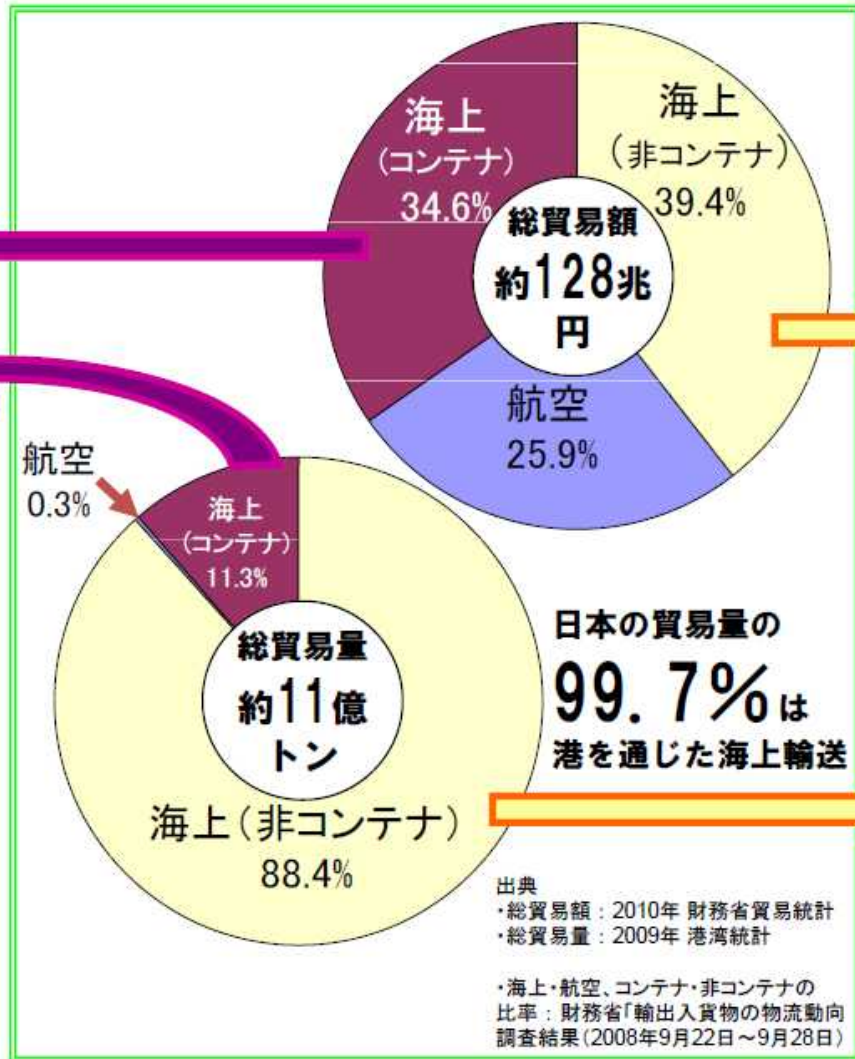 海上
(コンテナ)
34.6%
海上
(非コンテナ)
39.4%
総貿易額
約128兆
円
航空
25.9%
航空
0.3%
海上
(コンテナ)
11.3%
総貿易量
約11億
トン
海上(非コンテナ)
88.4%
日本の貿易量の
99.7%は
港を通じた海上輸送
出典
・総貿易額：2010年 財務省貿易統計
・総貿易量：2009年 港湾統計
・海上・航空、コンテナ・非コンテナの
比率：財務省「輸出入貨物の物流動向
調査結果(2008年9月22日～9月28日)